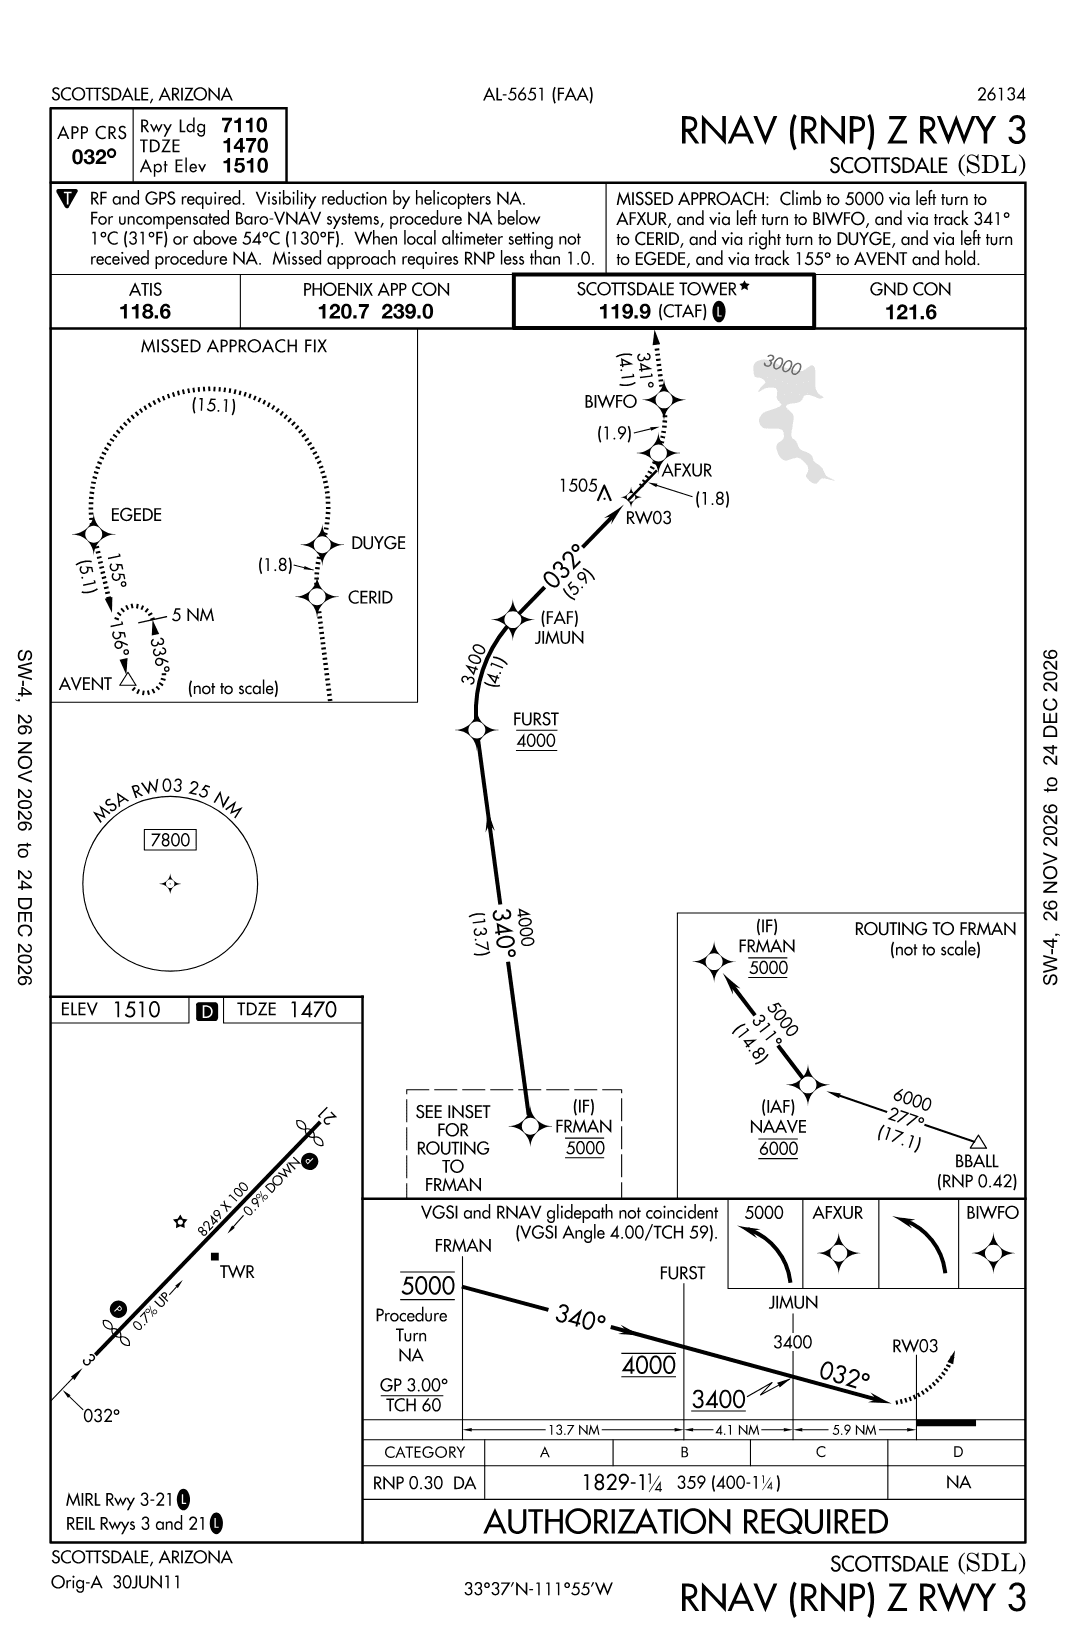 SCOTTSDALE, ARIZONA
AL-5651 (FAA)
26134
RNAV (RNP) Z RWY 3
SCOTTSDALE (SDL)
APP CRS
032°
Rwy Ldg 7110
TDZE 1470
Apt Elev 1510
T
RF and GPS required. Visibility reduction by helicopters NA.
For uncompensated Baro-VNAV systems, procedure NA below
1°C (31°F) or above 54°C (130°F). When local altimeter setting not
received procedure NA. Missed approach requires RNP less than 1.0.
MISSED APPROACH: Climb to 5000 via left turn to
AFXUR, and via left turn to BIWFO, and via track 341°
to CERID, and via right turn to DUYGE, and via left turn
to EGEDE, and via track 155° to AVENT and hold.
ATIS
118.6
PHOENIX APP CON
120.7 239.0
SCOTTSDALE TOWER★
119.9 (CTAF) L
GND CON
121.6
MISSED APPROACH FIX
(15.1)
EGEDE
155°
(5.1)
DUYGE
(1.8)
CERID
5 NM
156°
336°
AVENT
(not to scale)
341°
(4.1)
BIWFO
(1.9)
AFXUR
1505
(1.8)
RW03
3000
032°
(5.9)
(FAF)
JIMUN
3400
(4.1)
FURST
4000
4000
340°
(13.7)
MSA RW03 25 NM
7800
SEE INSET
FOR
ROUTING
TO
FRMAN
(IF)
FRMAN
5000
ROUTING TO FRMAN
(not to scale)
(IF)
FRMAN
5000
5000
311°
(14.8)
(IAF)
NAAVE
6000
6000
277°
(17.1)
BBALL
(RNP 0.42)
ELEV 1510
D
TDZE 1470
21
P
8249 X 100
0.9% DOWN
TWR
P
0.7% UP
3
032°
MIRL Rwy 3-21 L
REIL Rwys 3 and 21 L
VGSI and RNAV glidepath not coincident
(VGSI Angle 4.00/TCH 59).
5000
AFXUR
BIWFO
FRMAN
5000
Procedure
Turn
NA
GP 3.00°
TCH 60
340°
FURST
4000
JIMUN
3400
3400
032°
RW03
13.7 NM
4.1 NM
5.9 NM
CATEGORY A B C D
RNP 0.30 DA 1829-1¼ 359 (400-1¼) NA
AUTHORIZATION REQUIRED
SCOTTSDALE, ARIZONA
Orig-A 30JUN11
33°37'N-111°55'W
SCOTTSDALE (SDL)
RNAV (RNP) Z RWY 3
SW-4, 26 NOV 2026 to 24 DEC 2026
SW-4, 26 NOV 2026 to 24 DEC 2026